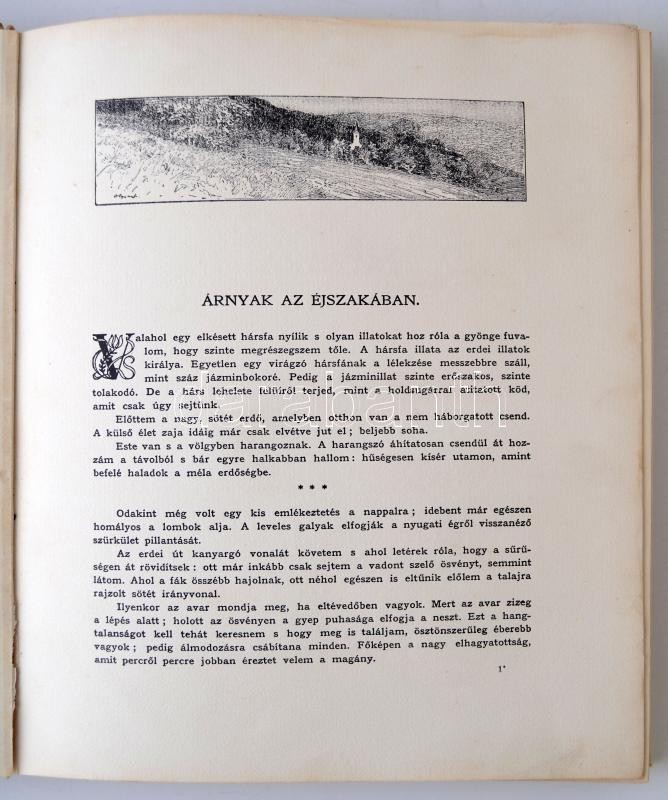 ÁRNYAK AZ ÉJSZAKÁBAN.
Valahol egy elkésett hársfa nyílik s olyan illatokat hoz róla a gyönge fuva-
lom, hogy szinte megrészegszem tőle. A hársfa illata az erdei illatok
királya. Egyetlen egy virágzó hársfának a lélekzése messzebbre száll,
mint száz jázminbokoré. Pedig a jázminillat szinte erőszakos, szinte
tolakodó. De a hárs lehelete felülről terjed, mint a holdsugárral átitatott köd,
amit csak úgy sejtünk.
Előttem a nagy, sötét erdő, amelyben otthon van a nem háborgatott csend.
A külső élet zaja idáig már csak elvétve jut el; beljebb soha.
Este van s a völgyben harangoznak. A harangszó áhítatosan csendül át hoz-
zám a távolból s bár egyre halkabban hallom: hűségesen kísér utamon, amint
befelé haladok a méla erdőségbe.
* * *
Odakint még volt egy kis emlékeztetés a nappalra; idebent már egészen
homályos a lombok alja. A leveles galyak elfogják a nyugati égről visszanéző
szürkület pillantását.
Az erdei út kanyargó vonalát követem s ahol letérek róla, hogy a sűrű-
ségen át rövidítsek: ott már inkább csak sejtem a vadont szelő ösvényt, semmint
látom. Ahol a fák összébb hajolnak, ott néhol egészen is eltűnik előlem a talajra
rajzolt sötét irányvonal.
Ilyenkor az avar mondja meg, ha eltévedőben vagyok. Mert az avar zizeg
a lépés alatt; holott az ösvényen a gyep puhasága elfogja a neszt. Ezt a hang-
talanságot kell tehát keresnem s hogy meg is találjam, ösztönszerűleg éberebb
vagyok; pedig álmodozásra csábítana minden. Főképen a nagy elhagyatottság,
amit percről percre jobban éreztet velem a magány.
1*
darabanth